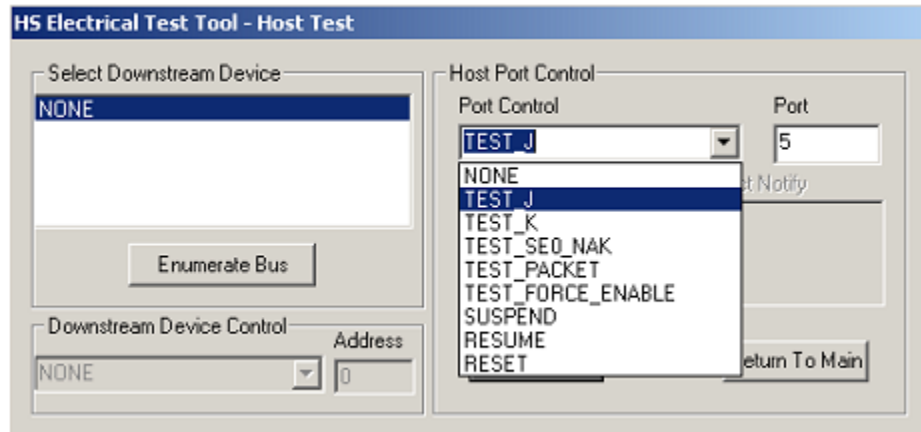 HS Electrical Test Tool - Host Test
Select Downstream Device
NONE
Enumerate Bus
Downstream Device Control
Address
NONE
0
Host Port Control
Port Control
Port
TEST_J
5
NONE
TEST_J
TEST_K
TEST_SE0_NAK
TEST_PACKET
TEST_FORCE_ENABLE
SUSPEND
RESUME
RESET
Notify
To Main